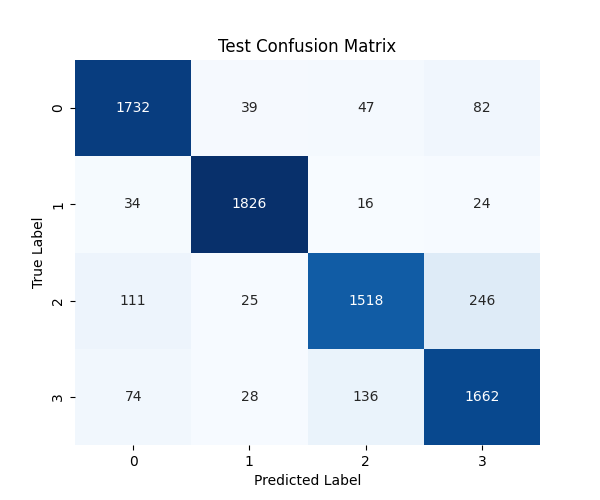 Test Confusion Matrix
True Label
0 1732 39 47 82
1 34 1826 16 24
2 111 25 1518 246
3 74 28 136 1662
0 1 2 3
Predicted Label